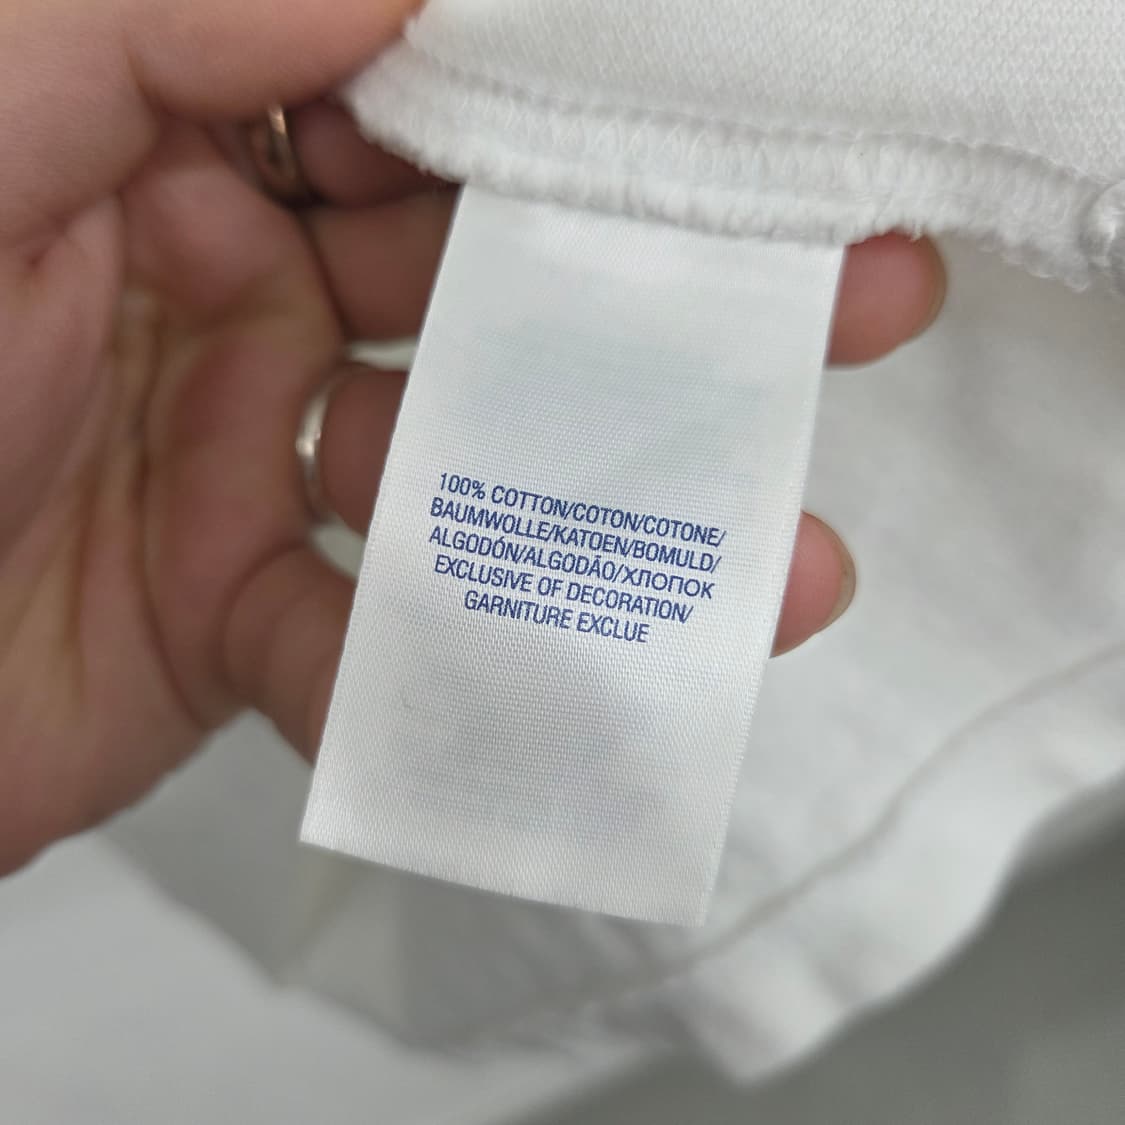 100% COTTON/COTON/COTONE/
BAUMWOLLE/KATOEN/BOMULD/
ALGODÓN/ALGODÃO/ХЛОПОК
EXCLUSIVE OF DECORATION/
GARNITURE EXCLUE